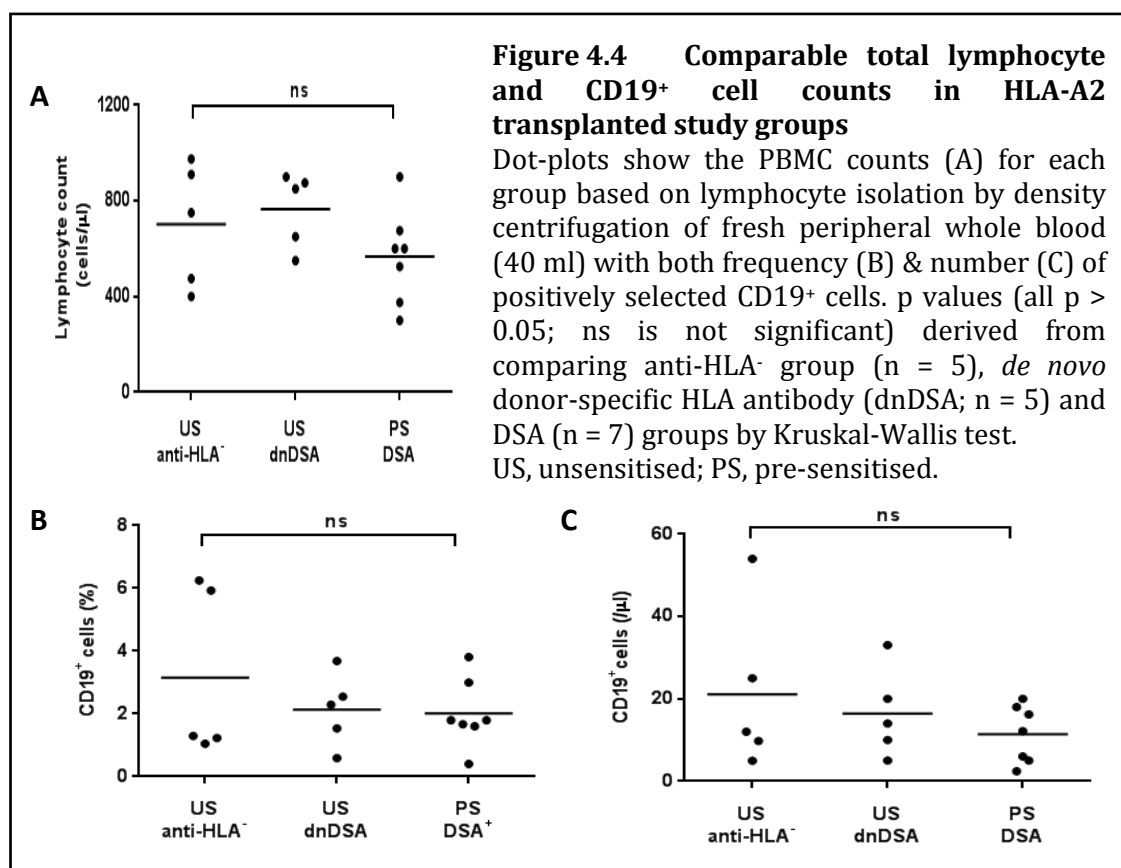 Figure 4.4 Comparable total lymphocyte
and CD19⁺ cell counts in HLA-A2
transplanted study groups
Dot-plots show the PBMC counts (A) for each
group based on lymphocyte isolation by density
centrifugation of fresh peripheral whole blood
(40 ml) with both frequency (B) & number (C) of
positively selected CD19⁺ cells. p values (all p >
0.05; ns is not significant) derived from
comparing anti-HLA⁻ group (n = 5), de novo
donor-specific HLA antibody (dnDSA; n = 5) and
DSA (n = 7) groups by Kruskal-Wallis test.
US, unsensitised; PS, pre-sensitised.
A
ns
Lymphocyte count
(cells/µl)
1200
800
400
0
US US PS
anti-HLA⁻ dnDSA DSA
B
ns
CD19⁺ cells (%)
8
6
4
2
0
US US PS
anti-HLA⁻ dnDSA DSA⁺
C
ns
CD19⁺ cells (/µl)
60
40
20
0
US US PS
anti-HLA⁻ dnDSA DSA